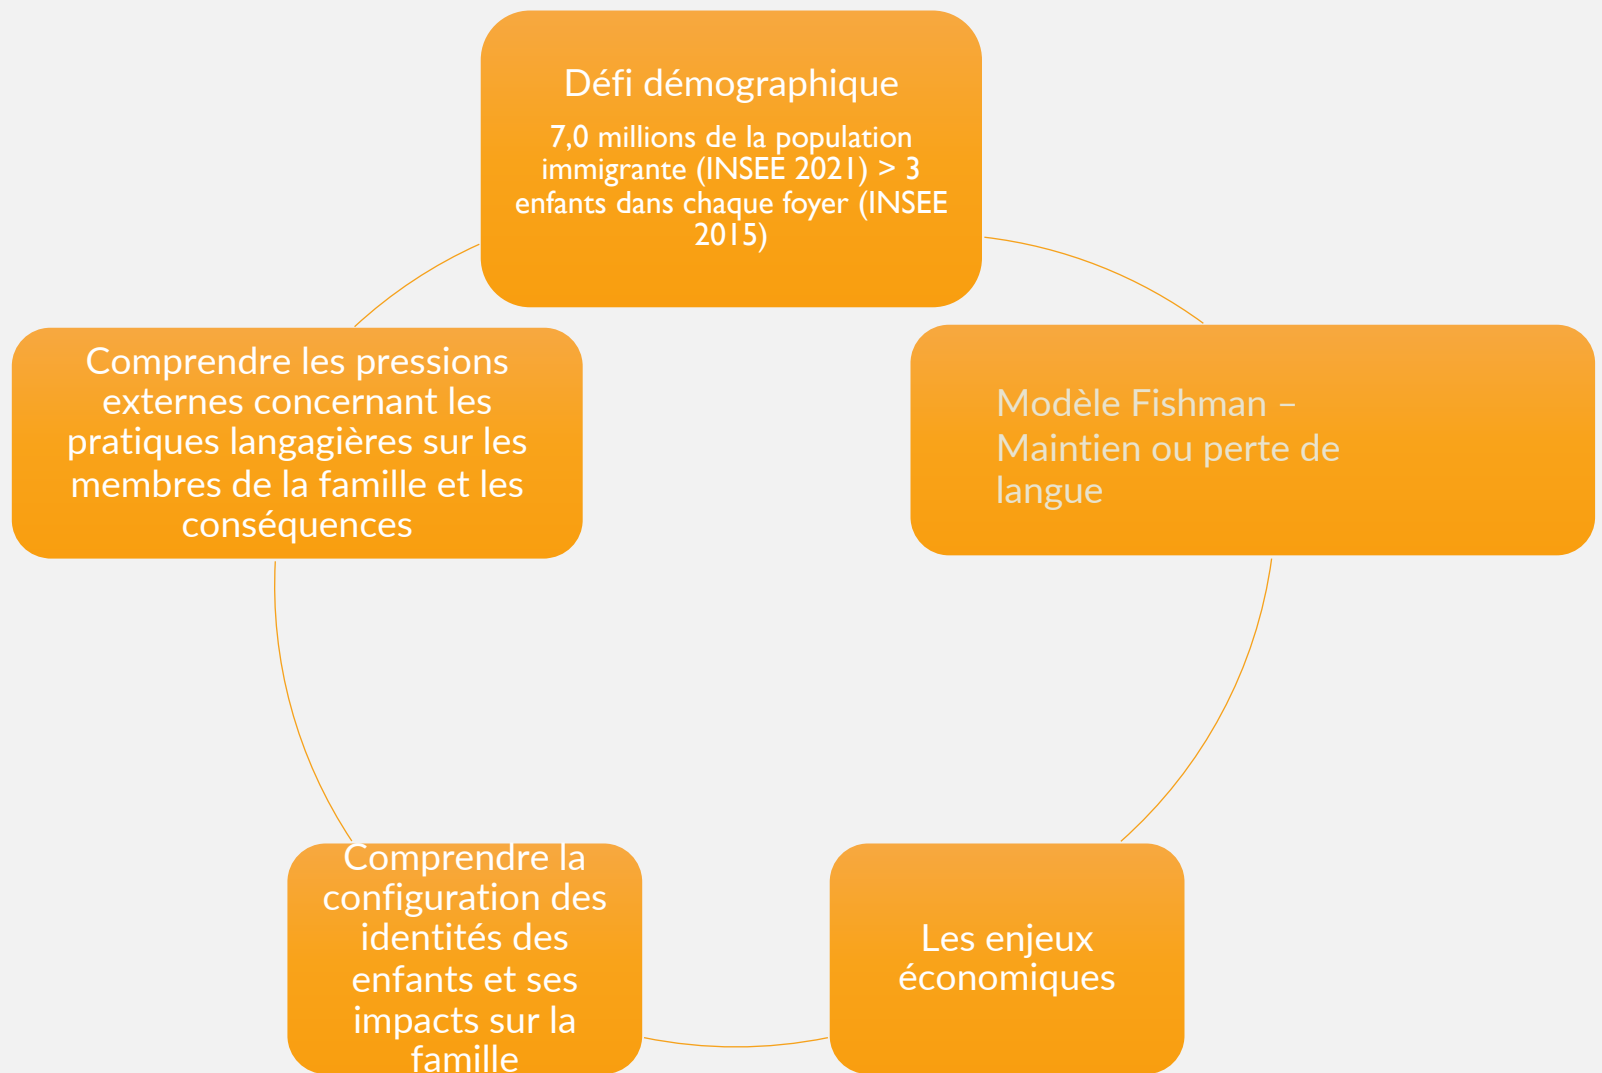 Défi démographique
7,0 millions de la population
immigrante (INSEE 2021) > 3
enfants dans chaque foyer (INSEE
2015)
Comprendre les pressions
externes concernant les
pratiques langagières sur les
membres de la famille et les
conséquences
Modèle Fishman –
Maintien ou perte de
langue
Comprendre la
configuration des
identités des
enfants et ses
impacts sur la
famille
Les enjeux
économiques